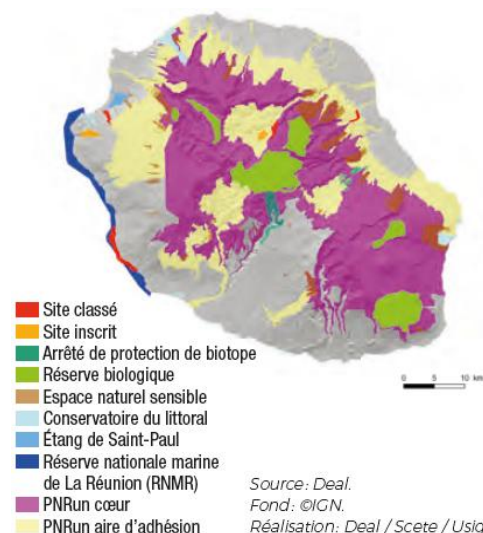 0 5 10 km
Site classé
Site inscrit
Arrêté de protection de biotope
Réserve biologique
Espace naturel sensible
Conservatoire du littoral
Étang de Saint-Paul
Réserve nationale marine
de La Réunion (RNMR)
PNRun cœur
PNRun aire d'adhésion
Source : Deal.
Fond : ©IGN.
Réalisation : Deal / Scete / Usig